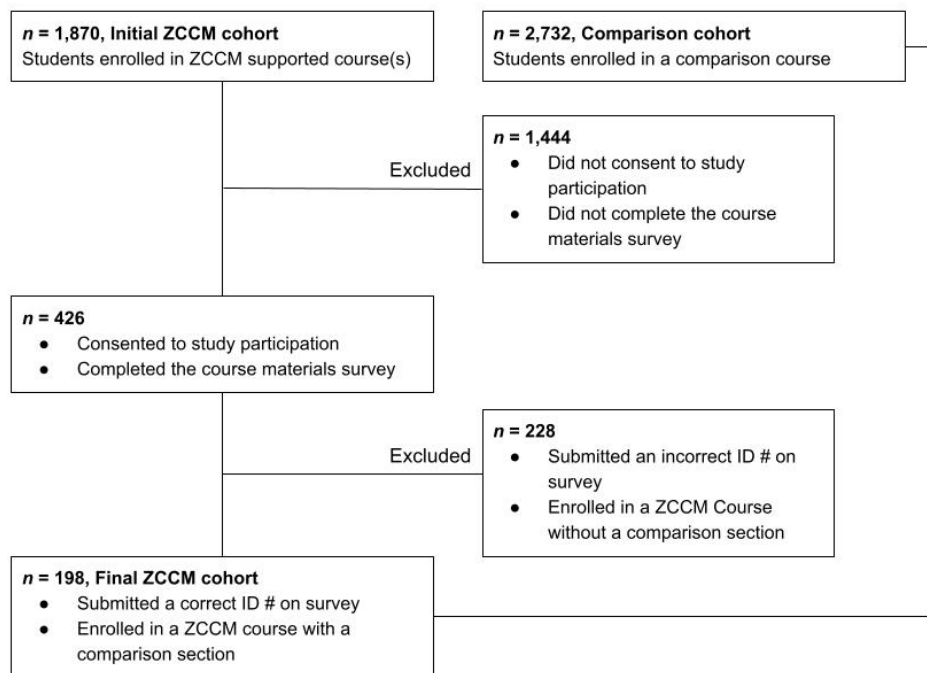 n = 1,870, Initial ZCCM cohort
Students enrolled in ZCCM supported course(s)
n = 2,732, Comparison cohort
Students enrolled in a comparison course
Excluded
n = 1,444
● Did not consent to study
participation
● Did not complete the course
materials survey
n = 426
● Consented to study participation
● Completed the course materials survey
Excluded
n = 228
● Submitted an incorrect ID # on
survey
● Enrolled in a ZCCM Course
without a comparison section
n = 198, Final ZCCM cohort
● Submitted a correct ID # on survey
● Enrolled in a ZCCM course with a
comparison section